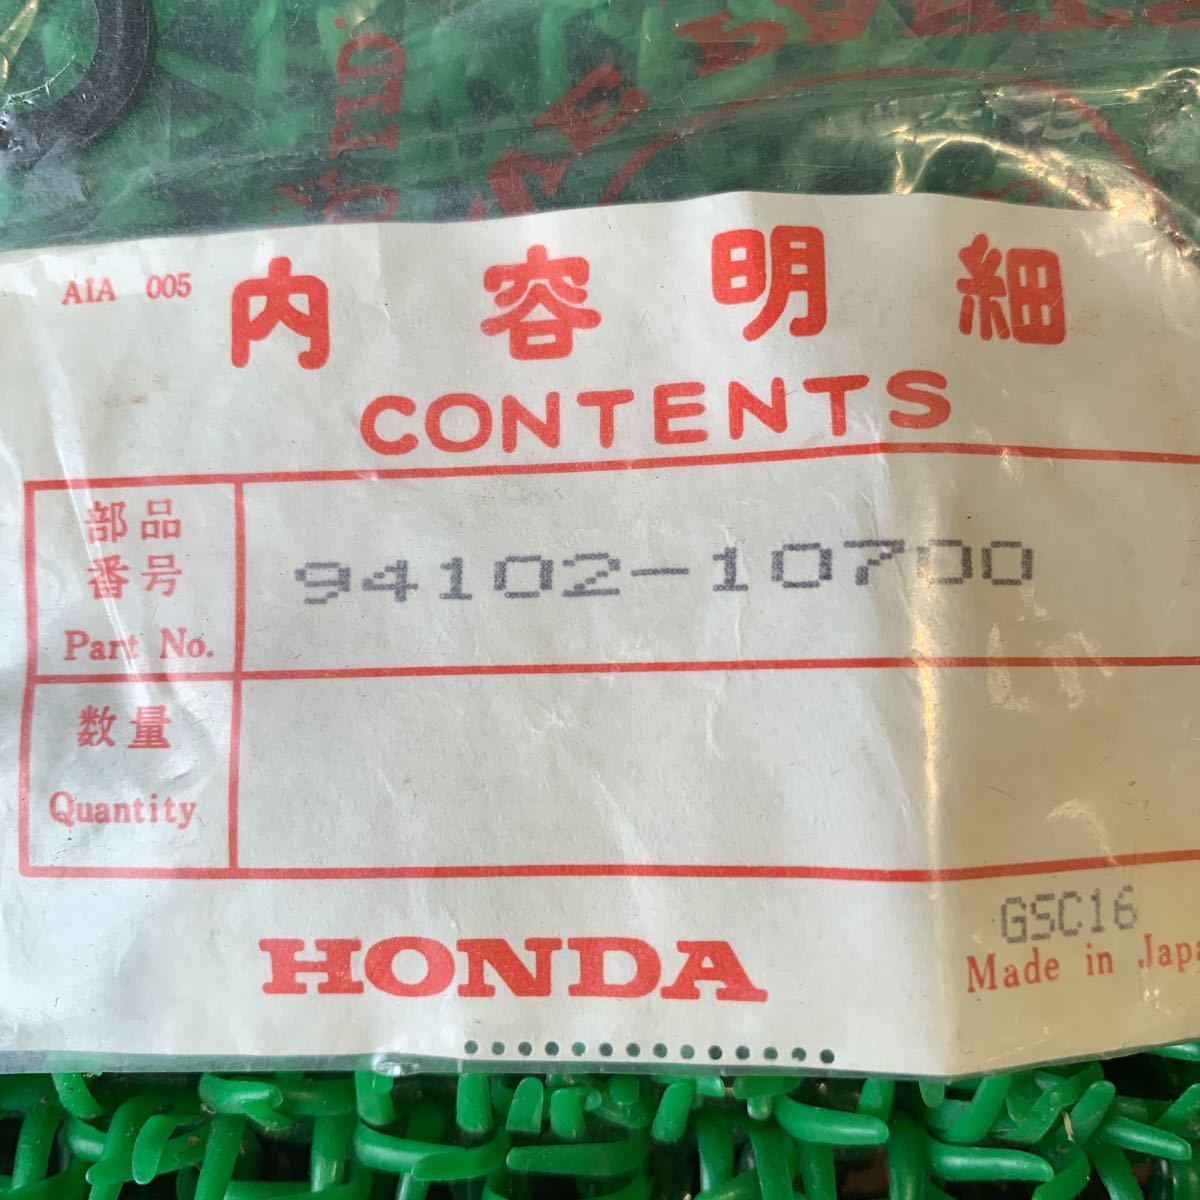 AIA 005
内容明細
CONTENTS
部品
番号
Part No.
94102-10700
数量
Quantity
GSC16
HONDA
Made in Japa